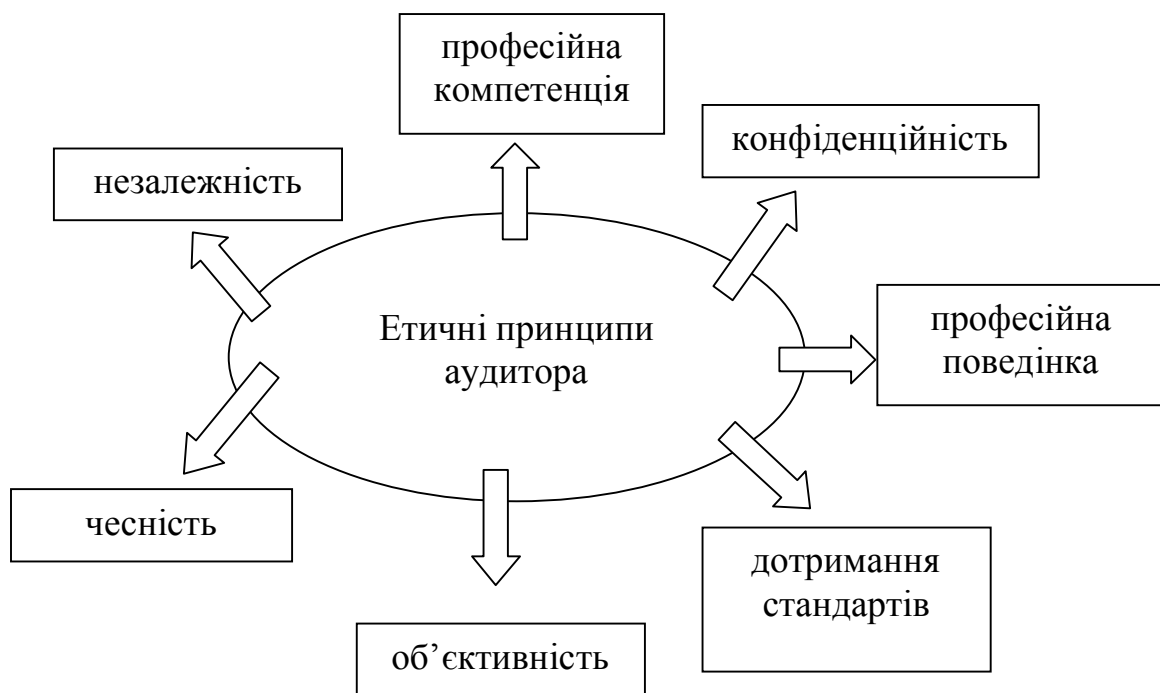 професійна
компетенція
конфіденційність
незалежність
Етичні принципи
аудитора
професійна
поведінка
чесність
дотримання
стандартів
об’єктивність